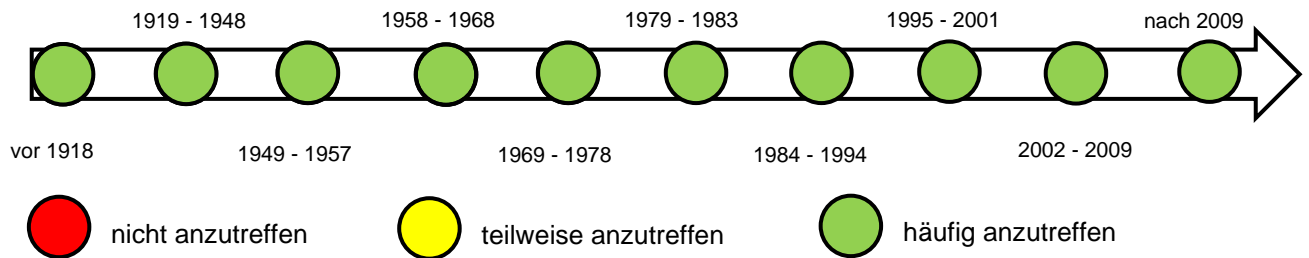 1919 - 1948 1958 - 1968 1979 - 1983 1995 - 2001 nach 2009
vor 1918 1949 - 1957 1969 - 1978 1984 - 1994 2002 - 2009
nicht anzutreffen teilweise anzutreffen häufig anzutreffen